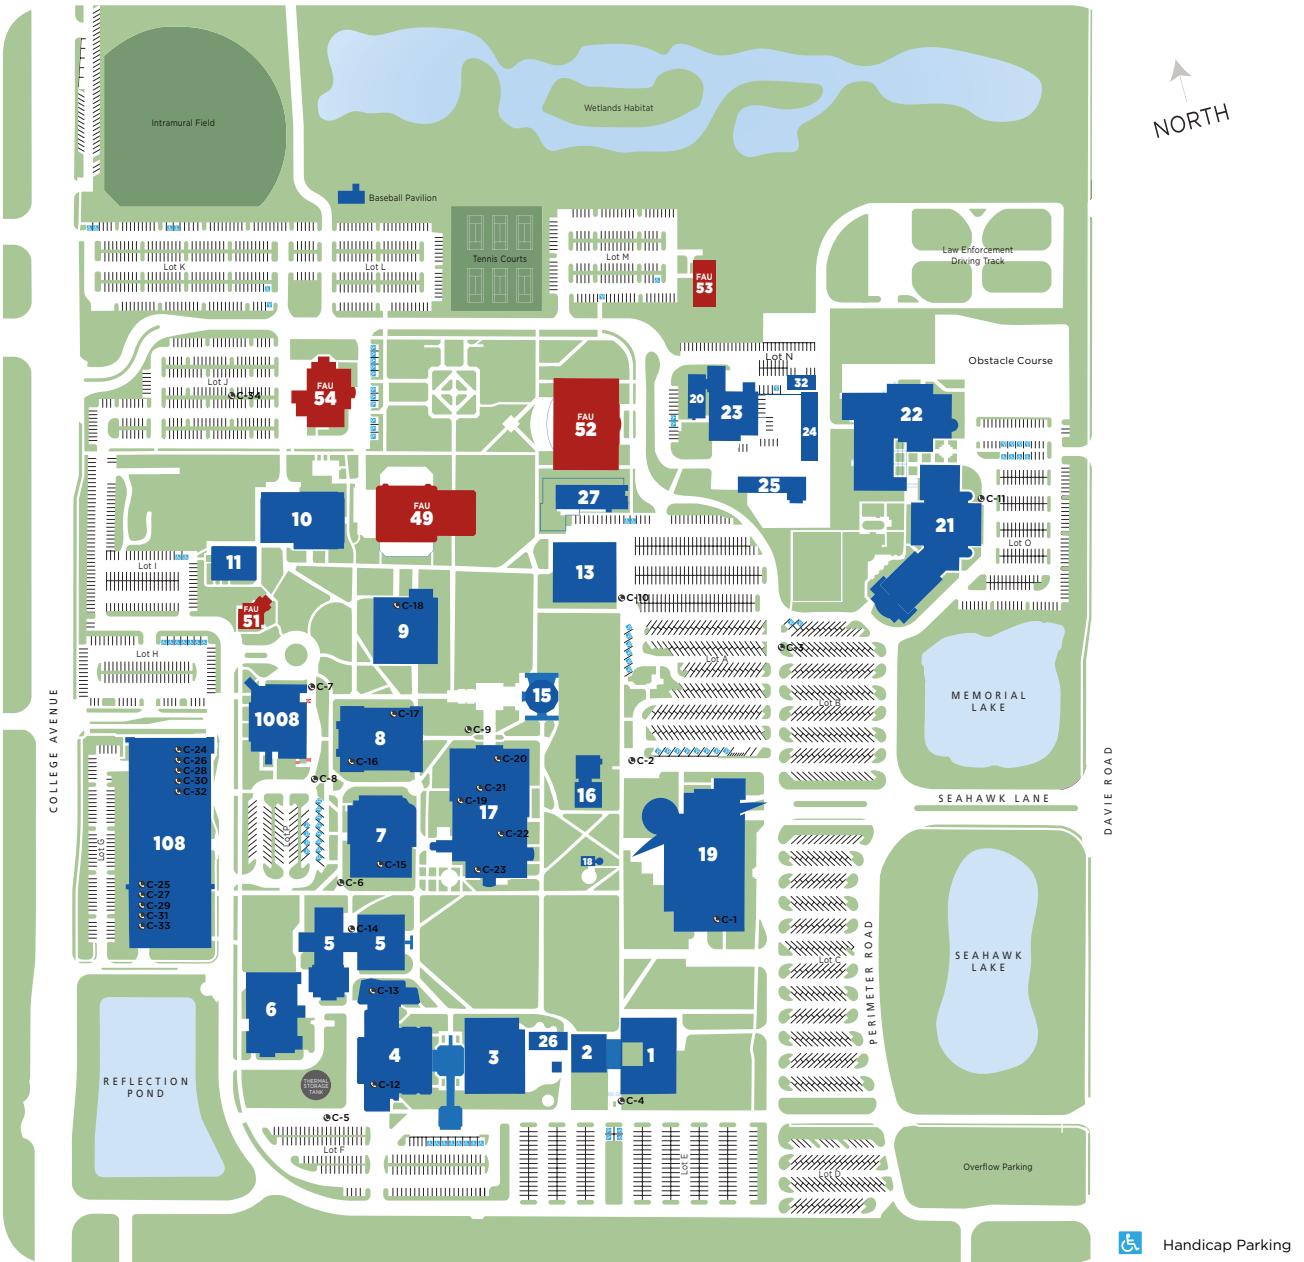 Intramural Field
Wetlands Habitat
NORTH
Baseball Pavilion
Lot K
Lot L
Tennis Courts
Lot M
FAU
53
Law Enforcement
Driving Track
Lot J
C-34
FAU
54
FAU
52
Lot N
32
20
23
24
22
Obstacle Course
25
27
10
FAU
49
C-11
21
Lot O
11
Lot I
13
C-10
FAU
51
C-18
9
Lot H
Lot A
C-3
Lot B
MEMORIAL
LAKE
C-7
15
1008
C-17
8
C-16
C-9
C-8
C-2
COLLEGE AVENUE
C-24
C-26
C-28
C-30
C-32
108
C-25
C-27
C-29
C-31
C-33
Lot G
Lot P
7
C-15
C-6
C-20
C-21
C-19
17
C-22
C-23
16
18
19
C-1
SEAHAWK LANE
DAVIE ROAD
PERIMETER ROAD
Lot C
SEAHAWK
LAKE
C-14
5
5
6
C-13
4
C-12
3
26
2
1
C-4
REFLECTION
POND
THERMAL
STORAGE
TANK
C-5
Lot F
Lot E
Lot D
Overflow Parking
Handicap Parking